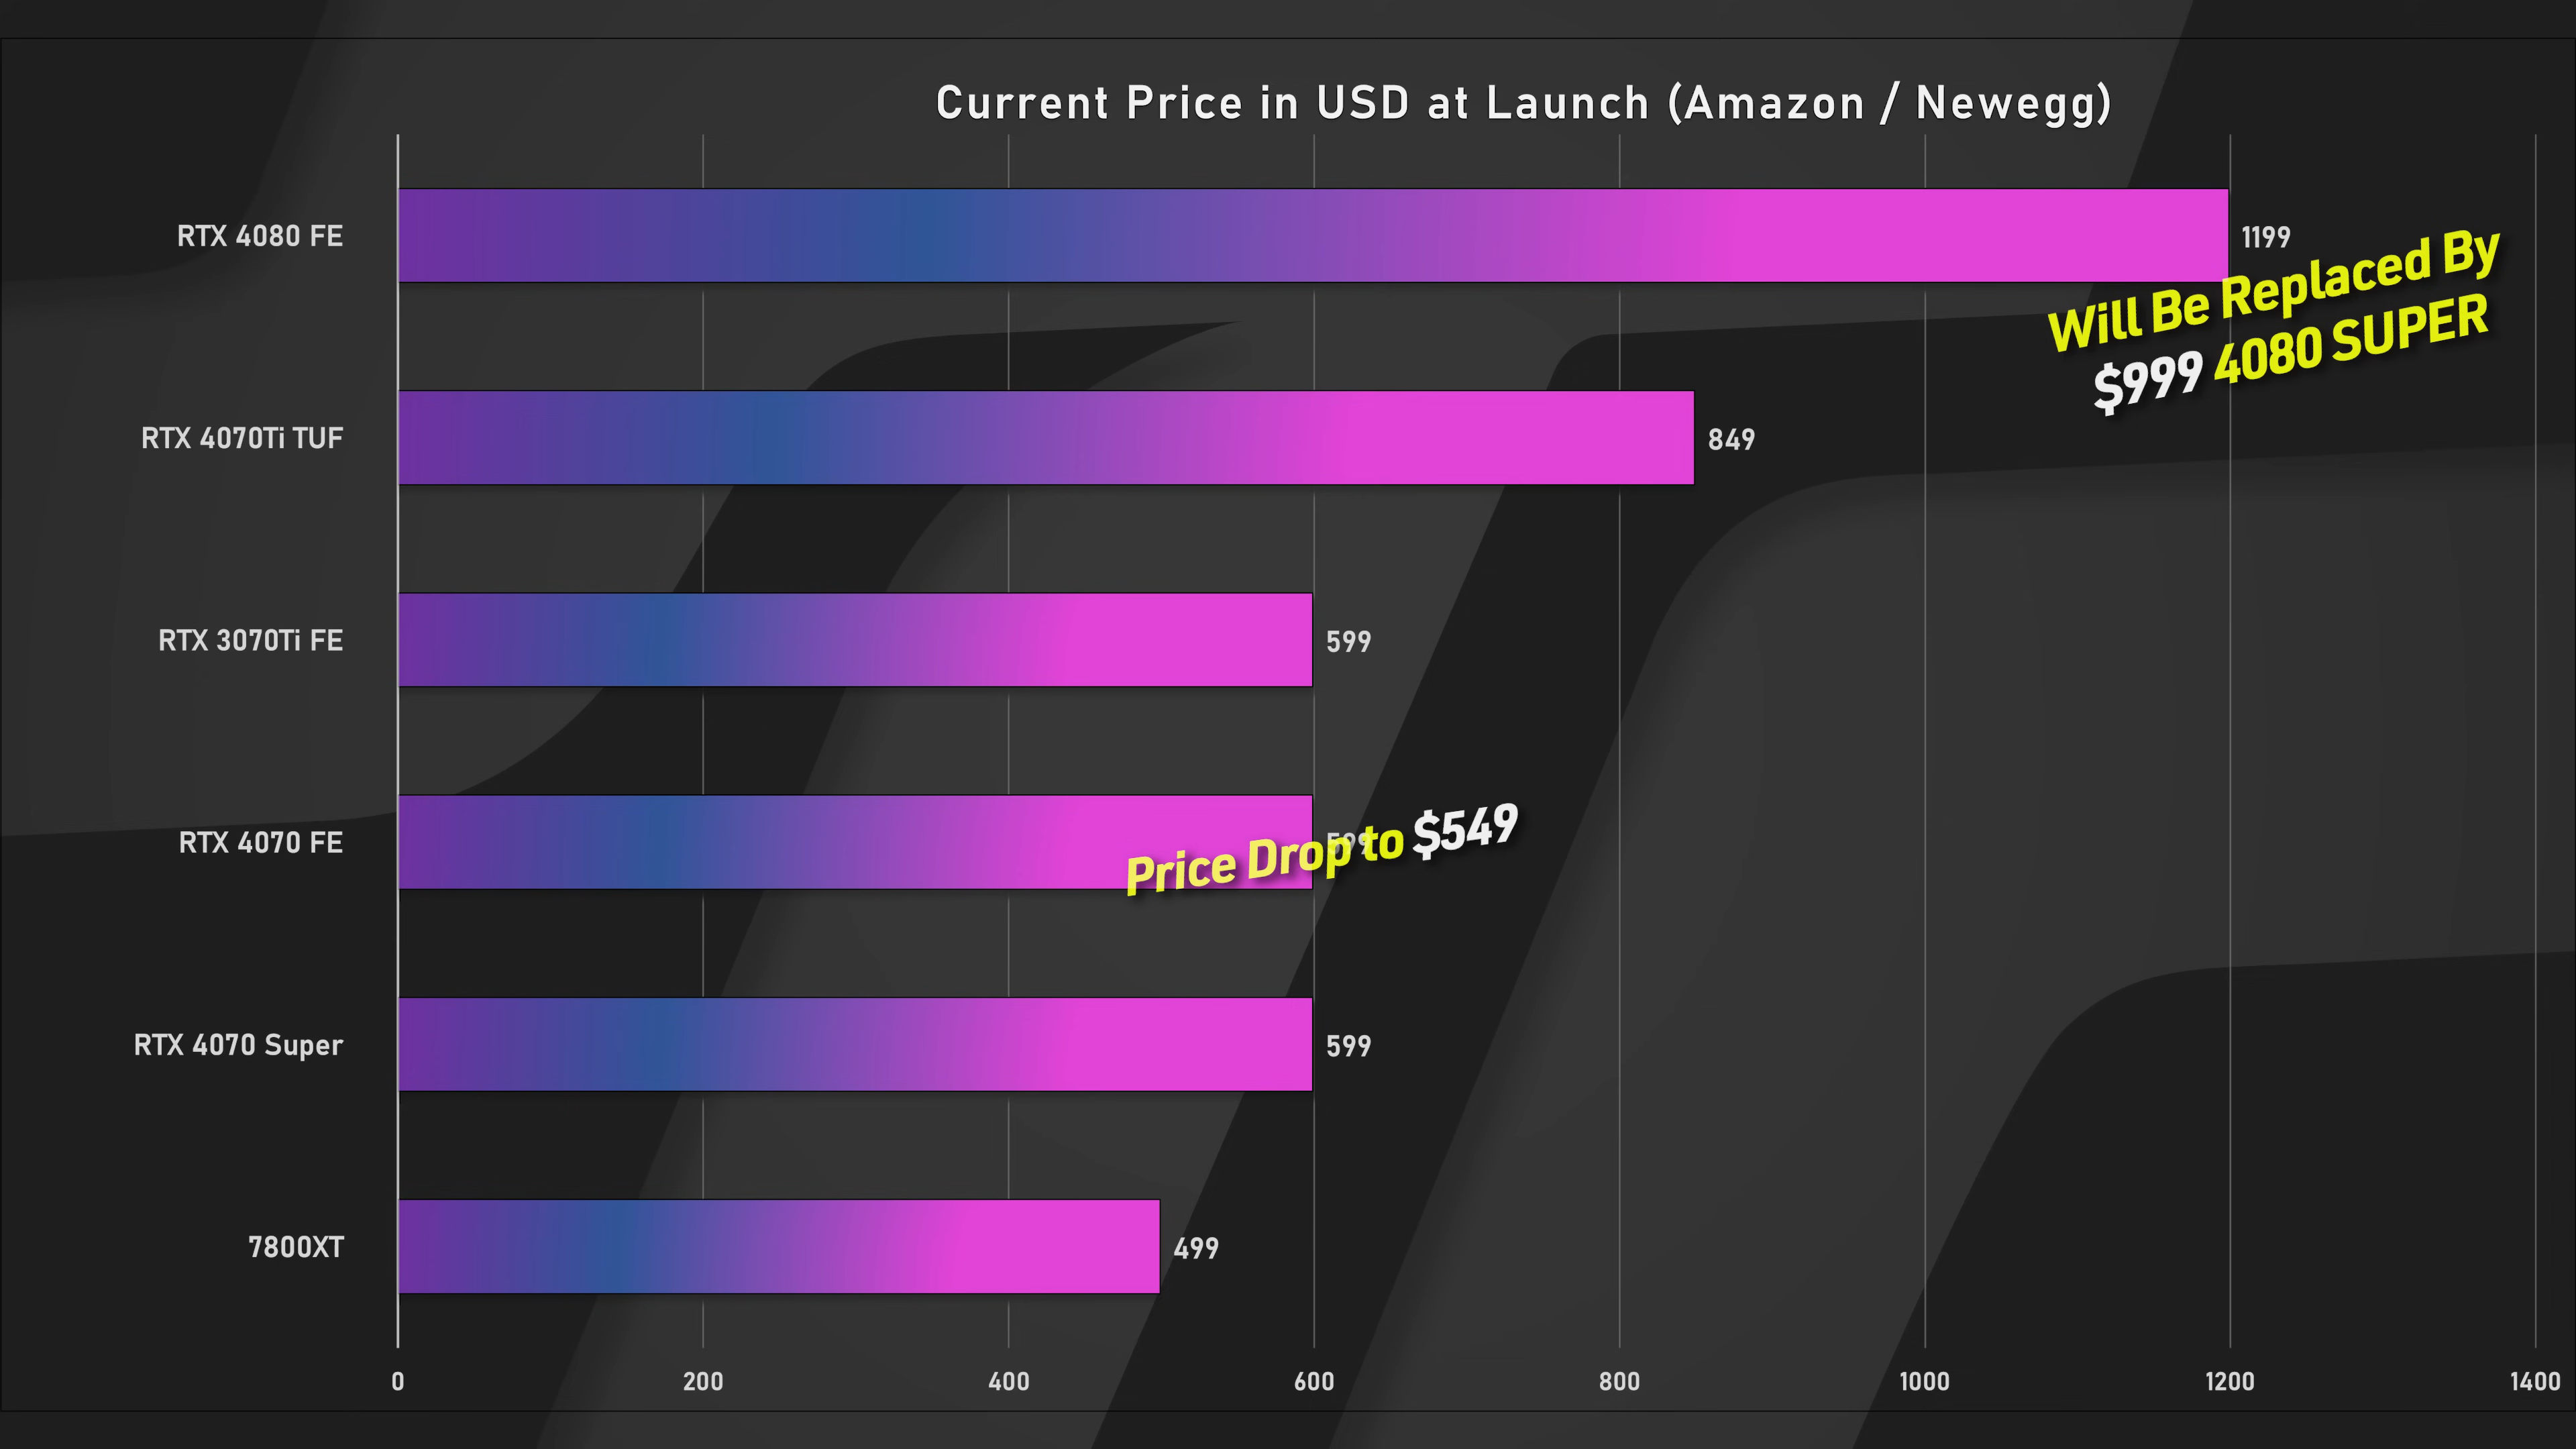 Current Price in USD at Launch (Amazon / Newegg)
RTX 4080 FE
1199
Will Be Replaced By
$999 4080 SUPER
RTX 4070Ti TUF
849
RTX 3070Ti FE
599
RTX 4070 FE
599
Price Drop to $549
RTX 4070 Super
599
7800XT
499
0 200 400 600 800 1000 1200 1400